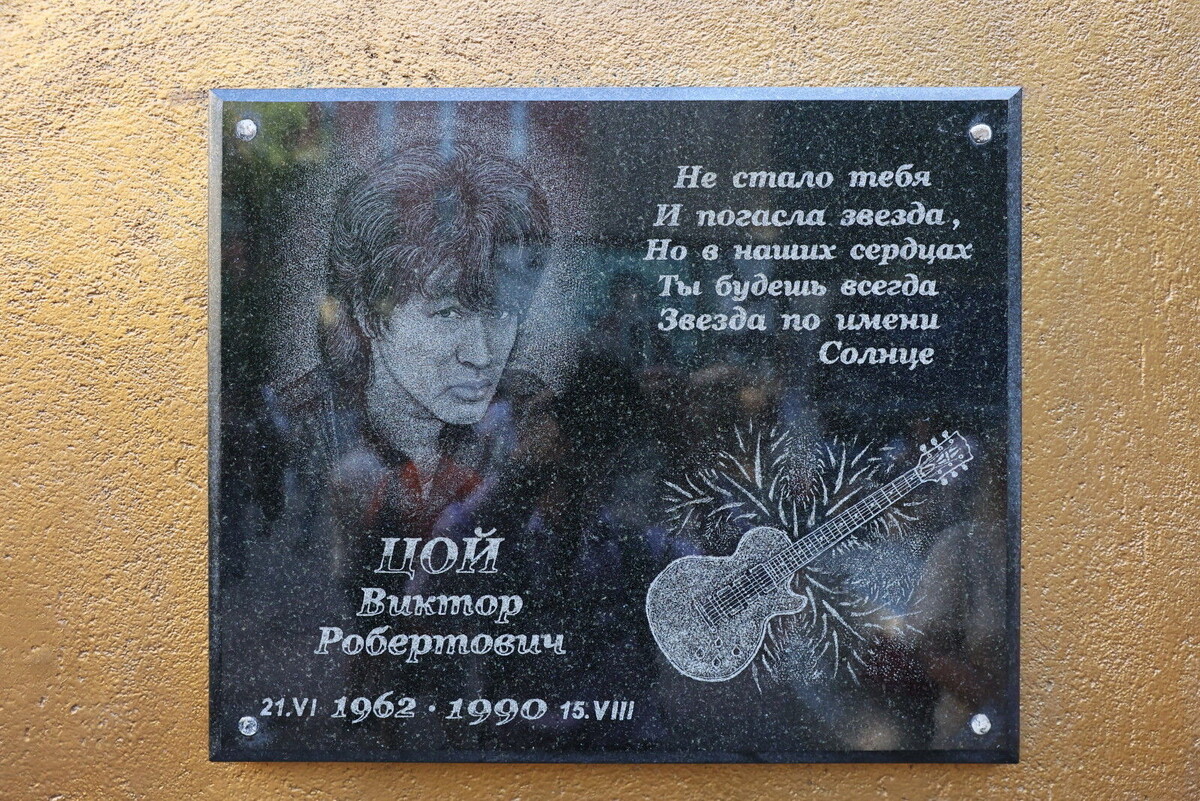 Не стало тебя
И погасла звезда,
Но в наших сердцах
Ты будешь всегда
Звезда по имени
Солнце
ЦОЙ
Виктор
Робертович
21.VI 1962 · 1990 15.VIII